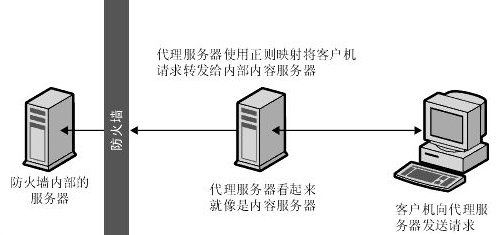 代理服务器使用正则映射将客户机
请求转发给内部内容服务器
防火墙
防火墙内部的
服务器
代理服务器看起来
就像是内容服务器
客户机向代理服
务器发送请求